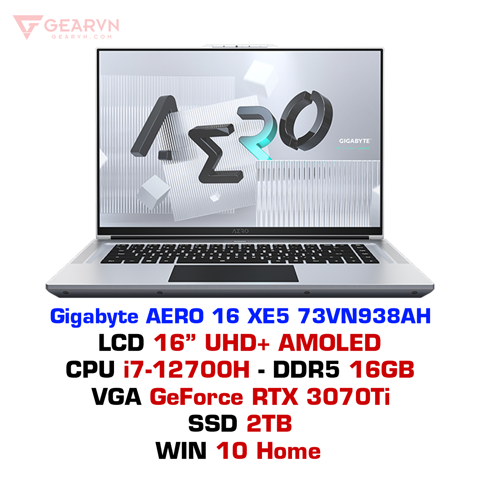 GEARVN
GEARVN.COM
AERO
GIGABYTE
AERO
Gigabyte AERO 16 XE5 73VN938AH
LCD 16” UHD+ AMOLED
CPU i7-12700H - DDR5 16GB
VGA GeForce RTX 3070Ti
SSD 2TB
WIN 10 Home